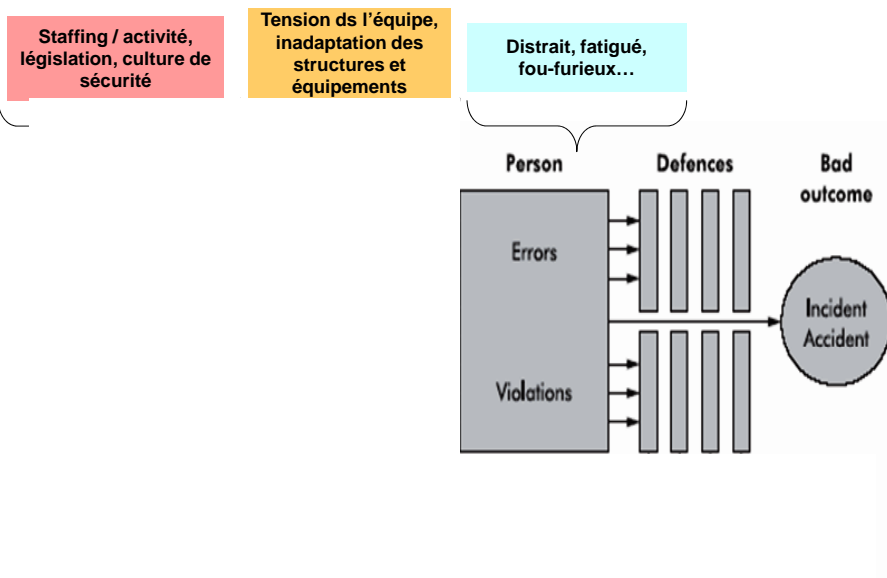 Staffing / activité,
législation, culture de
sécurité
Tension ds l’équipe,
inadaptation des
structures et
équipements
Distrait, fatigué,
fou-furieux…
Person
Defences
Bad
outcome
Errors
Violations
Incident
Accident